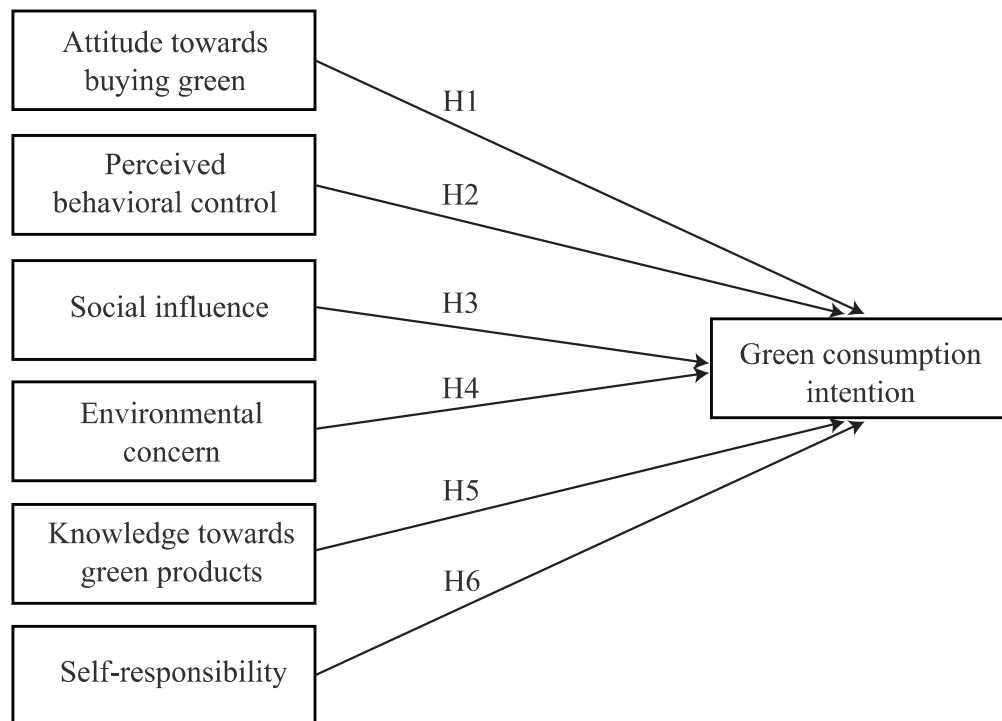 Attitude towards
buying green
H1
Perceived
behavioral control
H2
Social influence
H3
Green consumption
intention
Environmental
concern
H4
Knowledge towards
green products
H5
Self-responsibility
H6